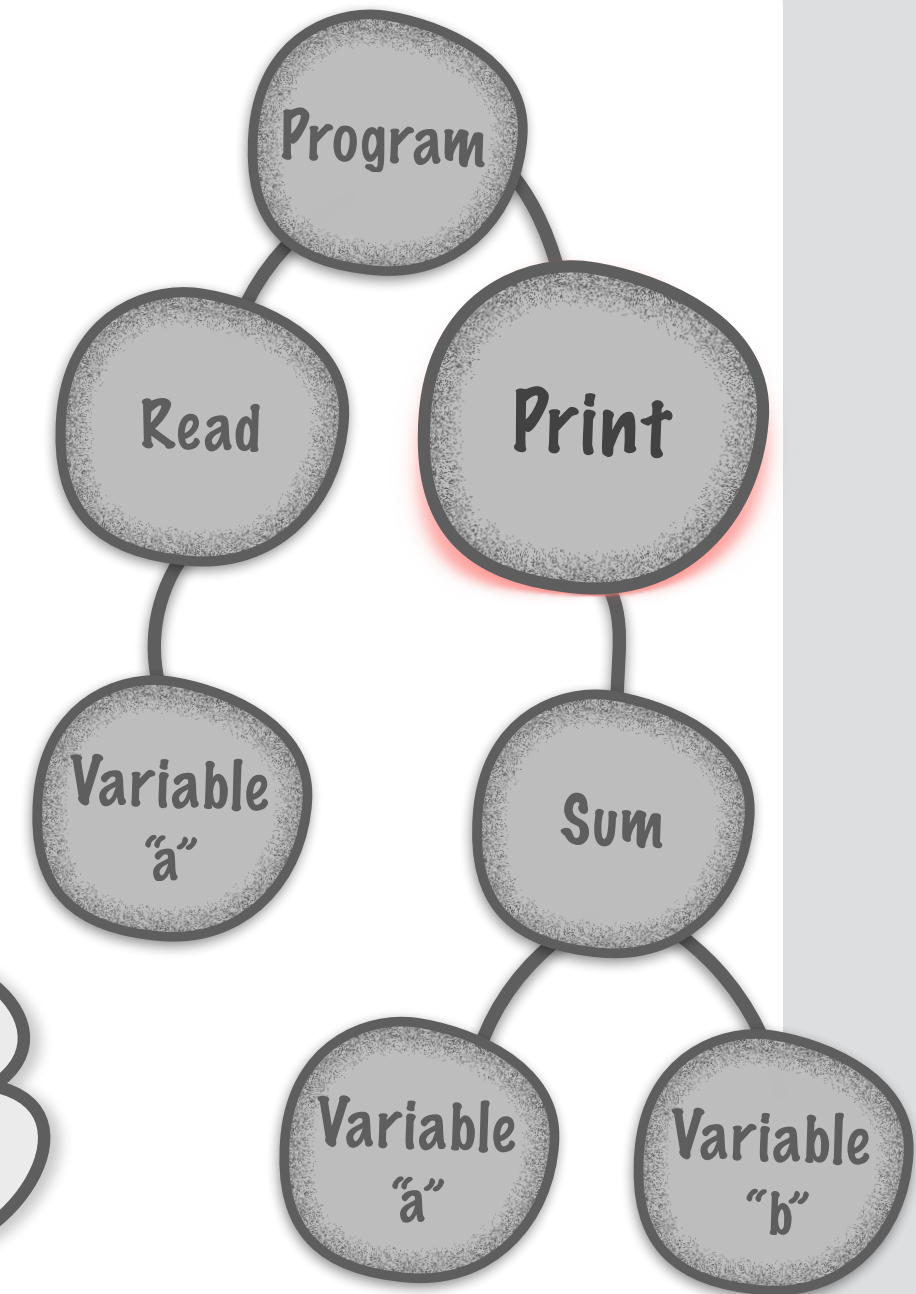 Program
Read
Print
Variable
“a”
Sum
Variable
“a”
Variable
“b”